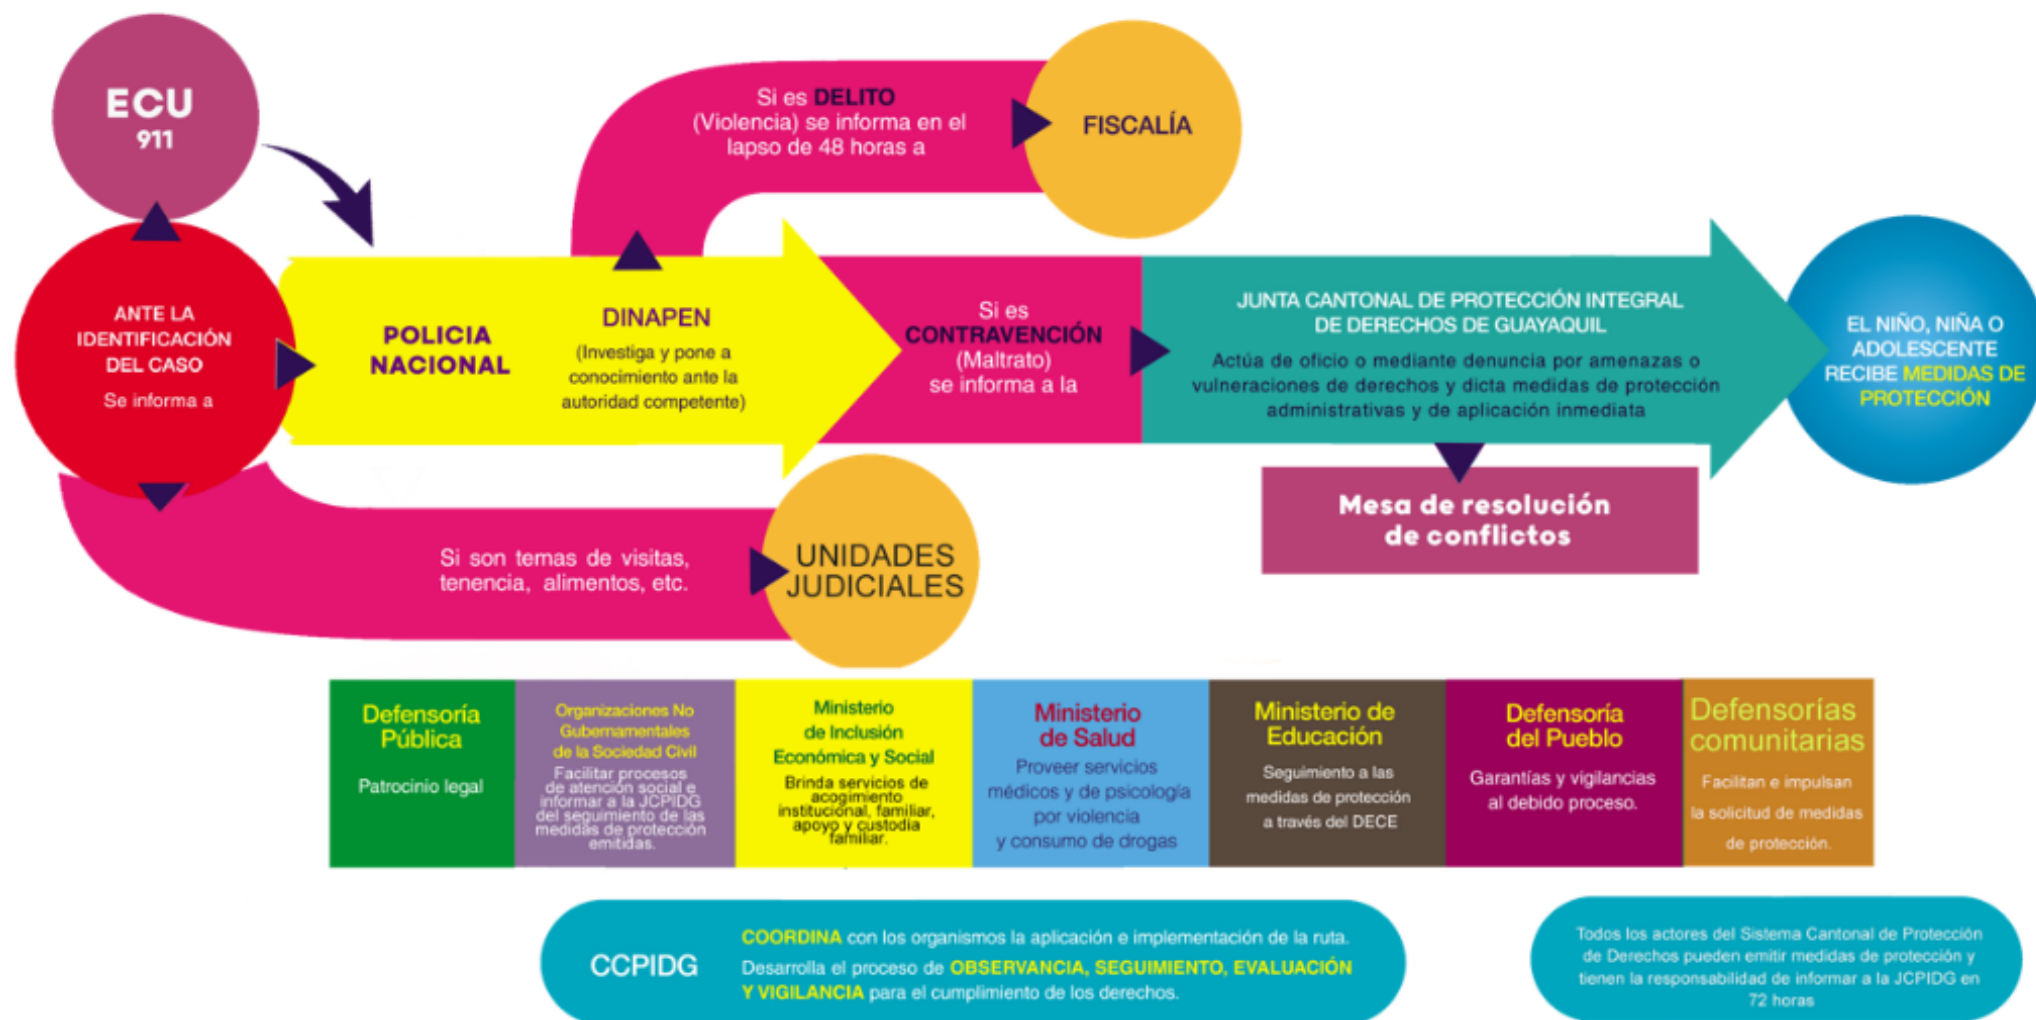 ECU
911
ANTE LA
IDENTIFICACIÓN
DEL CASO
Se informa a
POLICIA
NACIONAL
DINAPEN
(Investiga y pone a
conocimiento ante la
autoridad competente)
Si es DELITO
(Violencia) se informa en el
lapso de 48 horas a
FISCALÍA
Si es
CONTRAVENCIÓN
(Maltrato)
se informa a la
JUNTA CANTONAL DE PROTECCIÓN INTEGRAL
DE DERECHOS DE GUAYAQUIL
Actúa de oficio o mediante denuncia por amenazas o
vulneraciones de derechos y dicta medidas de protección
administrativas y de aplicación inmediata
EL NIÑO, NIÑA O
ADOLESCENTE
RECIBE MEDIDAS DE
PROTECCIÓN
Mesa de resolución
de conflictos
Si son temas de visitas,
tenencia, alimentos, etc.
UNIDADES
JUDICIALES
Defensoría
Pública
Patrocinio legal
Organizaciones No
Gubernamentales
de la Sociedad Civil
Facilitar procesos
de atención social e
informar a la JCPIDG
del seguimiento de las
medidas de protección
emitidas.
Ministerio
de Inclusión
Económica y Social
Brinda servicios de
acogimiento
institucional, familiar,
apoyo y custodia
familiar.
Ministerio
de Salud
Proveer servicios
médicos y de psicología
por violencia
y consumo de drogas
Ministerio de
Educación
Seguimiento a las
medidas de protección
a través del DECE
Defensoría
del Pueblo
Garantías y vigilancias
al debido proceso.
Defensorías
comunitarias
Facilitan e impulsan
la solicitud de medidas
de protección.
CCPIDG
COORDINA con los organismos la aplicación e implementación de la ruta.
Desarrolla el proceso de OBSERVANCIA, SEGUIMIENTO, EVALUACIÓN
Y VIGILANCIA para el cumplimiento de los derechos.
Todos los actores del Sistema Cantonal de Protección
de Derechos pueden emitir medidas de protección y
tienen la responsabilidad de informar a la JCPIDG en
72 horas